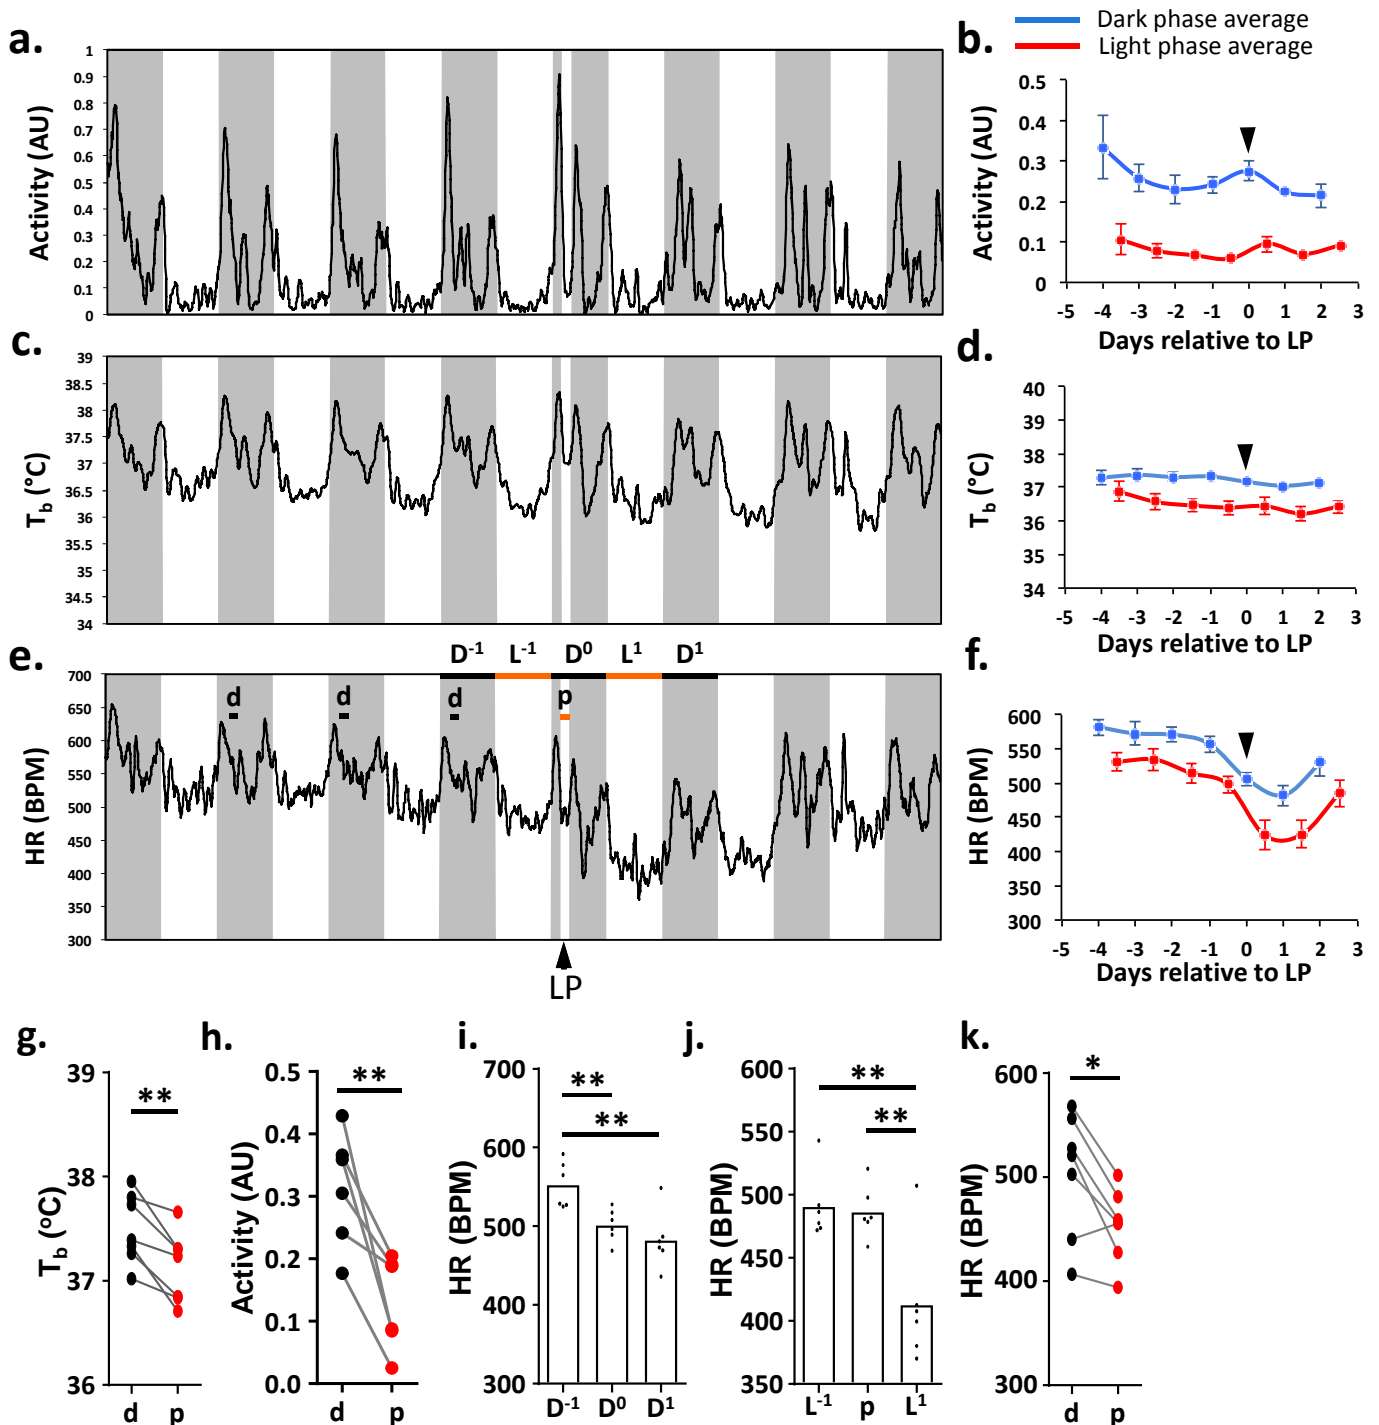 a.
Activity (AU)
1
0.9
0.8
0.7
0.6
0.5
0.4
0.3
0.2
0.1
0
Dark phase average
Light phase average
b.
Activity (AU)
0.5
0.4
0.3
0.2
0.1
0
-5 -4 -3 -2 -1 0 1 2 3
Days relative to LP
c.
Tb (°C)
39
38.5
38
37.5
37
36.5
36
35.5
35
34.5
34
d.
Tb (°C)
40
39
38
37
36
35
34
-5 -4 -3 -2 -1 0 1 2 3
Days relative to LP
e.
D-1 L-1 D0 L1 D1
d d d p
HR (BPM)
700
650
600
550
500
450
400
350
300
LP
f.
HR (BPM)
600
550
500
450
400
350
300
-5 -4 -3 -2 -1 0 1 2 3
Days relative to LP
g.
**
Tb (°C)
39
38
37
36
d p
h.
**
Activity (AU)
0.5
0.4
0.3
0.2
0.1
0.0
d p
i.
**
**
HR (BPM)
700
600
500
400
300
D-1 D0 D1
j.
**
**
HR (BPM)
600
550
500
450
400
350
L-1 p L1
k.
*
HR (BPM)
600
500
400
300
d p